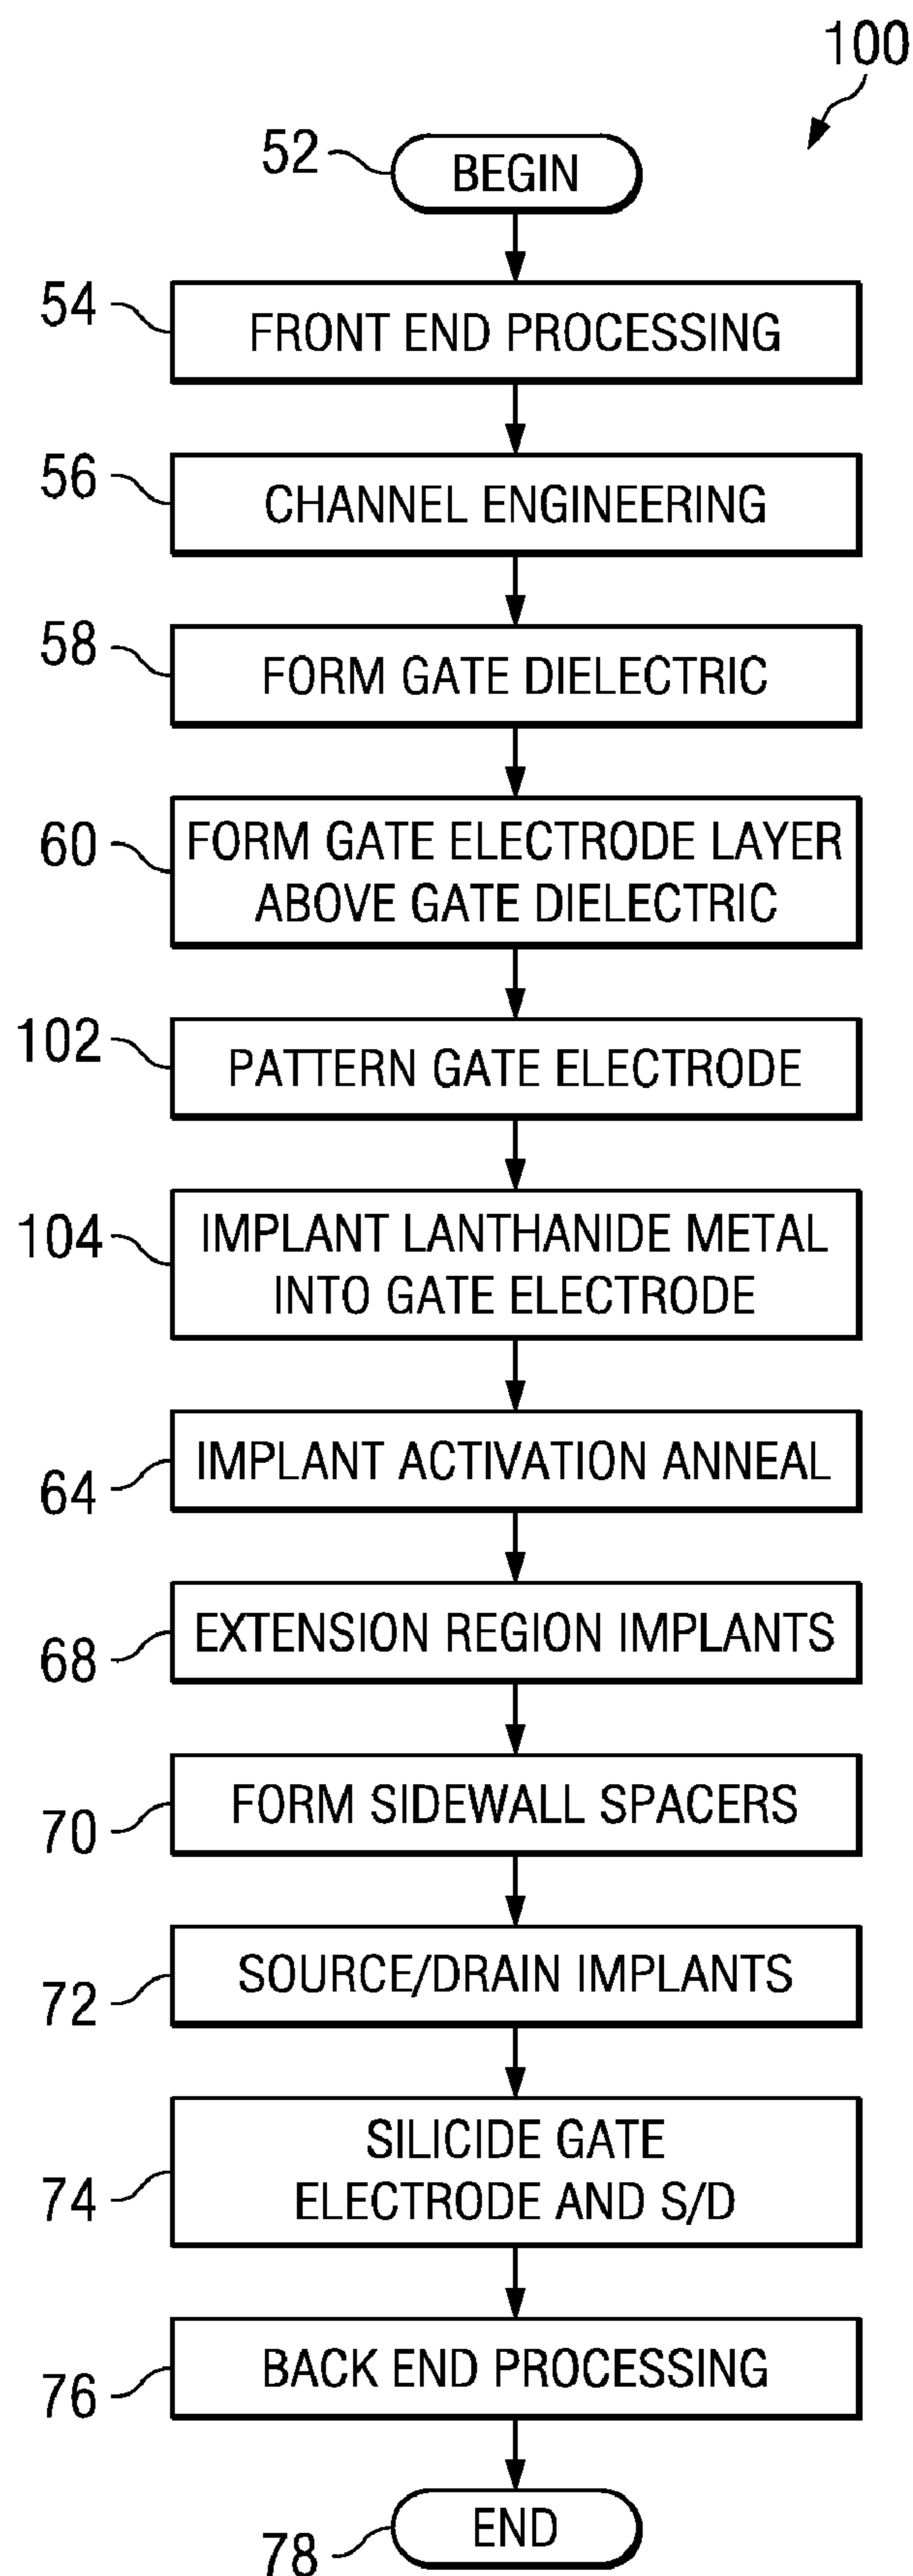 100
52
BEGIN
54
FRONT END PROCESSING
56
CHANNEL ENGINEERING
58
FORM GATE DIELECTRIC
60
FORM GATE ELECTRODE LAYER
ABOVE GATE DIELECTRIC
102
PATTERN GATE ELECTRODE
104
IMPLANT LANTHANIDE METAL
INTO GATE ELECTRODE
64
IMPLANT ACTIVATION ANNEAL
68
EXTENSION REGION IMPLANTS
70
FORM SIDEWALL SPACERS
72
SOURCE/DRAIN IMPLANTS
74
SILICIDE GATE
ELECTRODE AND S/D
76
BACK END PROCESSING
78
END